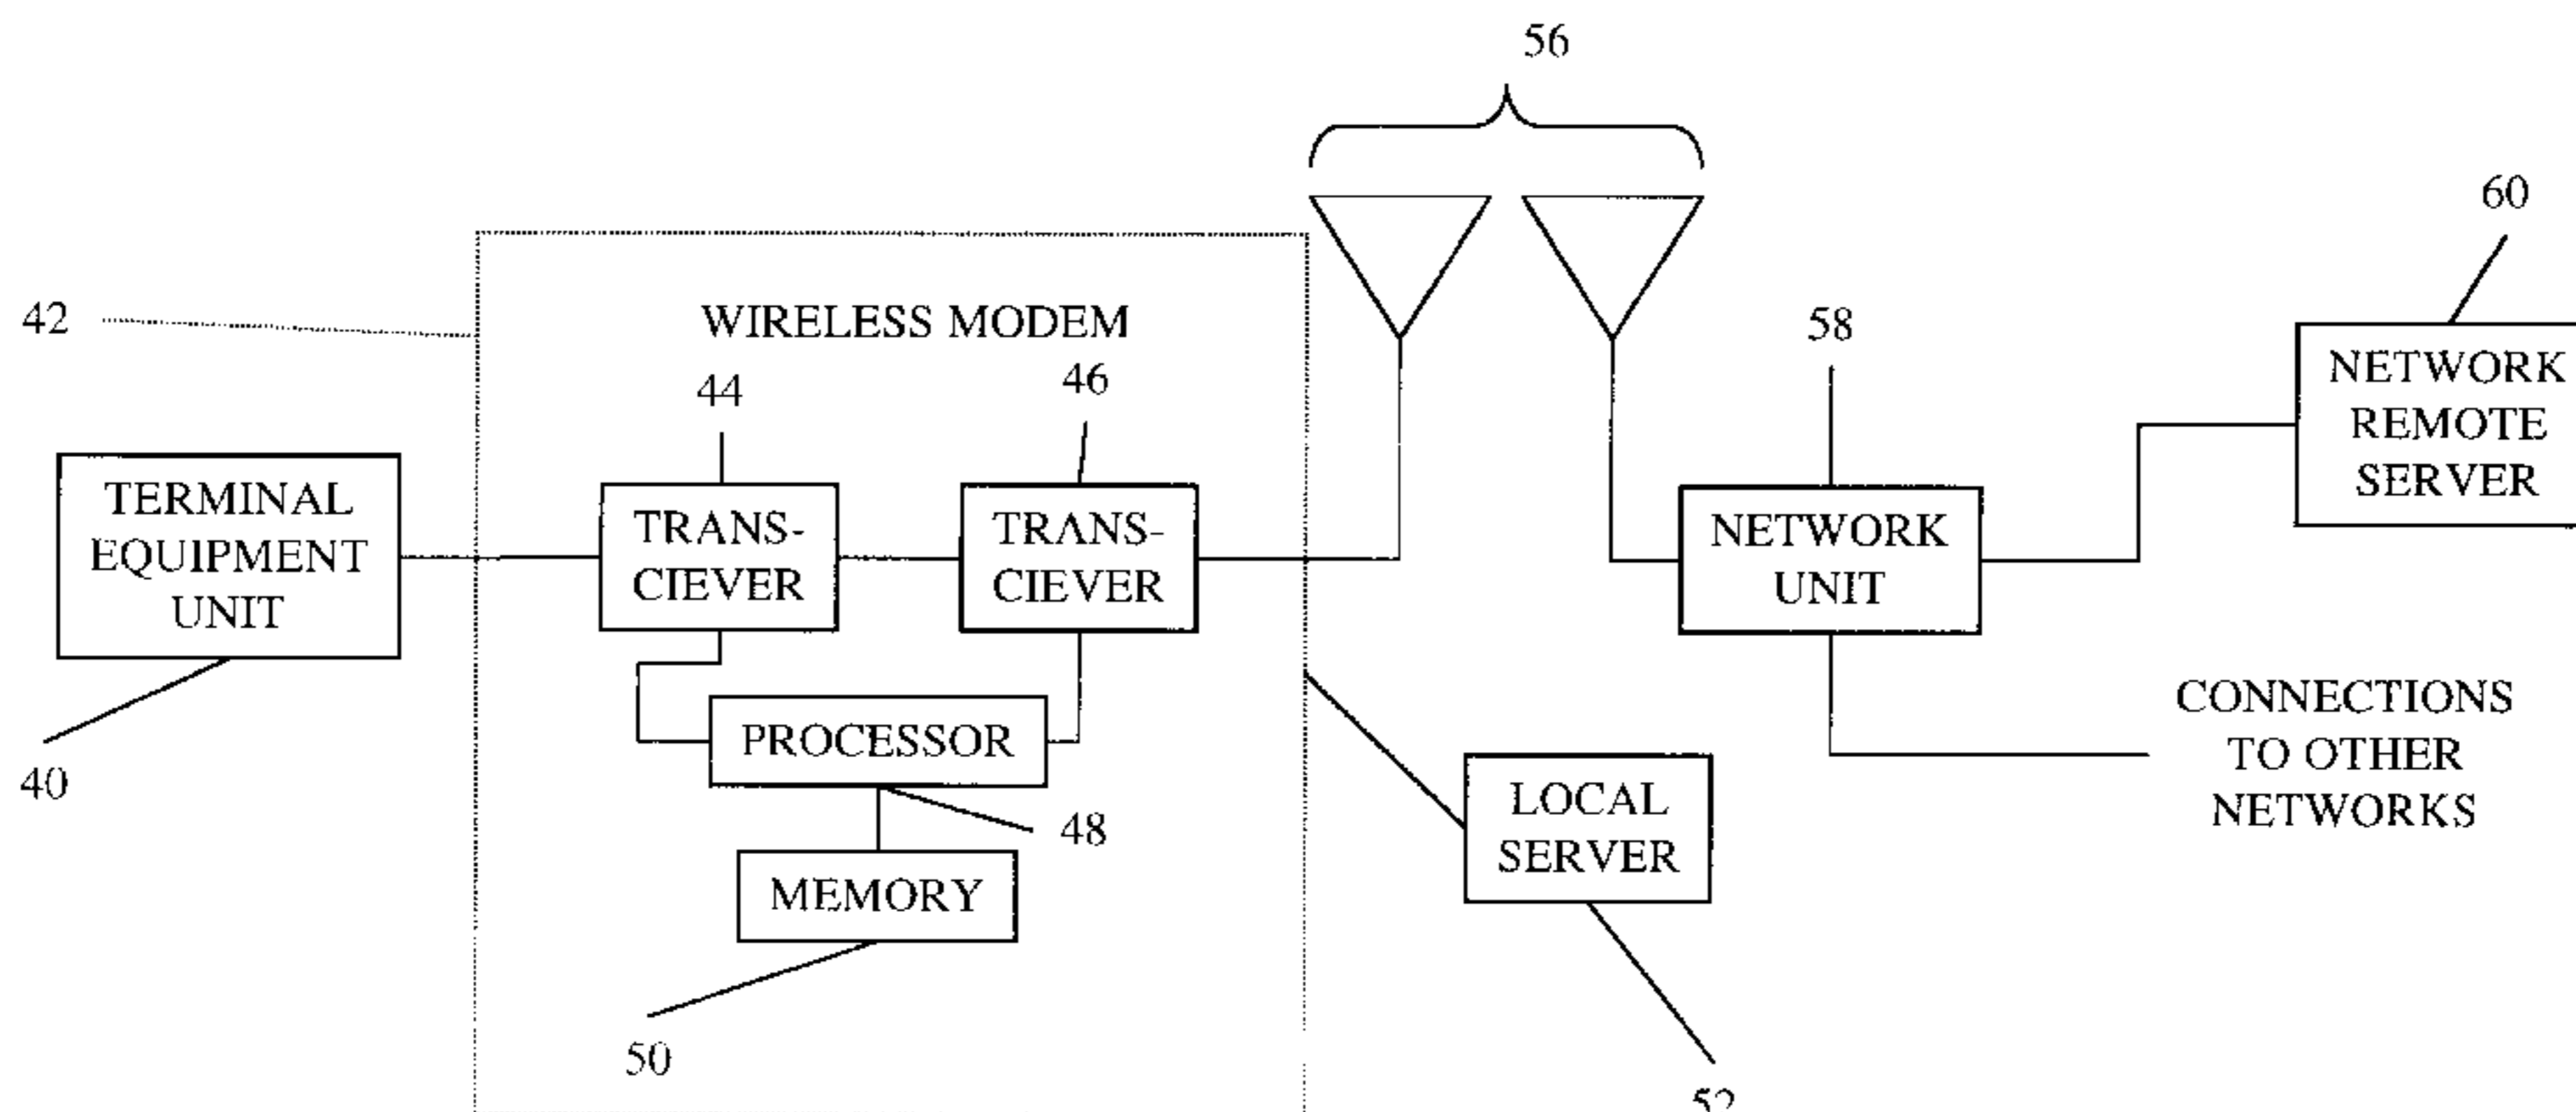 56
60
42
WIRELESS MODEM
58
44
46
NETWORK
REMOTE
SERVER
TERMINAL
EQUIPMENT
UNIT
TRANS-
CIEVER
TRANS-
CIEVER
NETWORK
UNIT
PROCESSOR
CONNECTIONS
TO OTHER
NETWORKS
40
48
LOCAL
SERVER
MEMORY
50